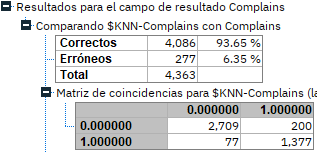 Resultados para el campo de resultado Complains
Comparando $KNN-Complains con Complains
Correctos 4,086 93.65 %
Erróneos 277 6.35 %
Total 4,363
Matriz de coincidencias para $KNN-Complains (la
0.000000 1.000000
0.000000 2,709 200
1.000000 77 1,377